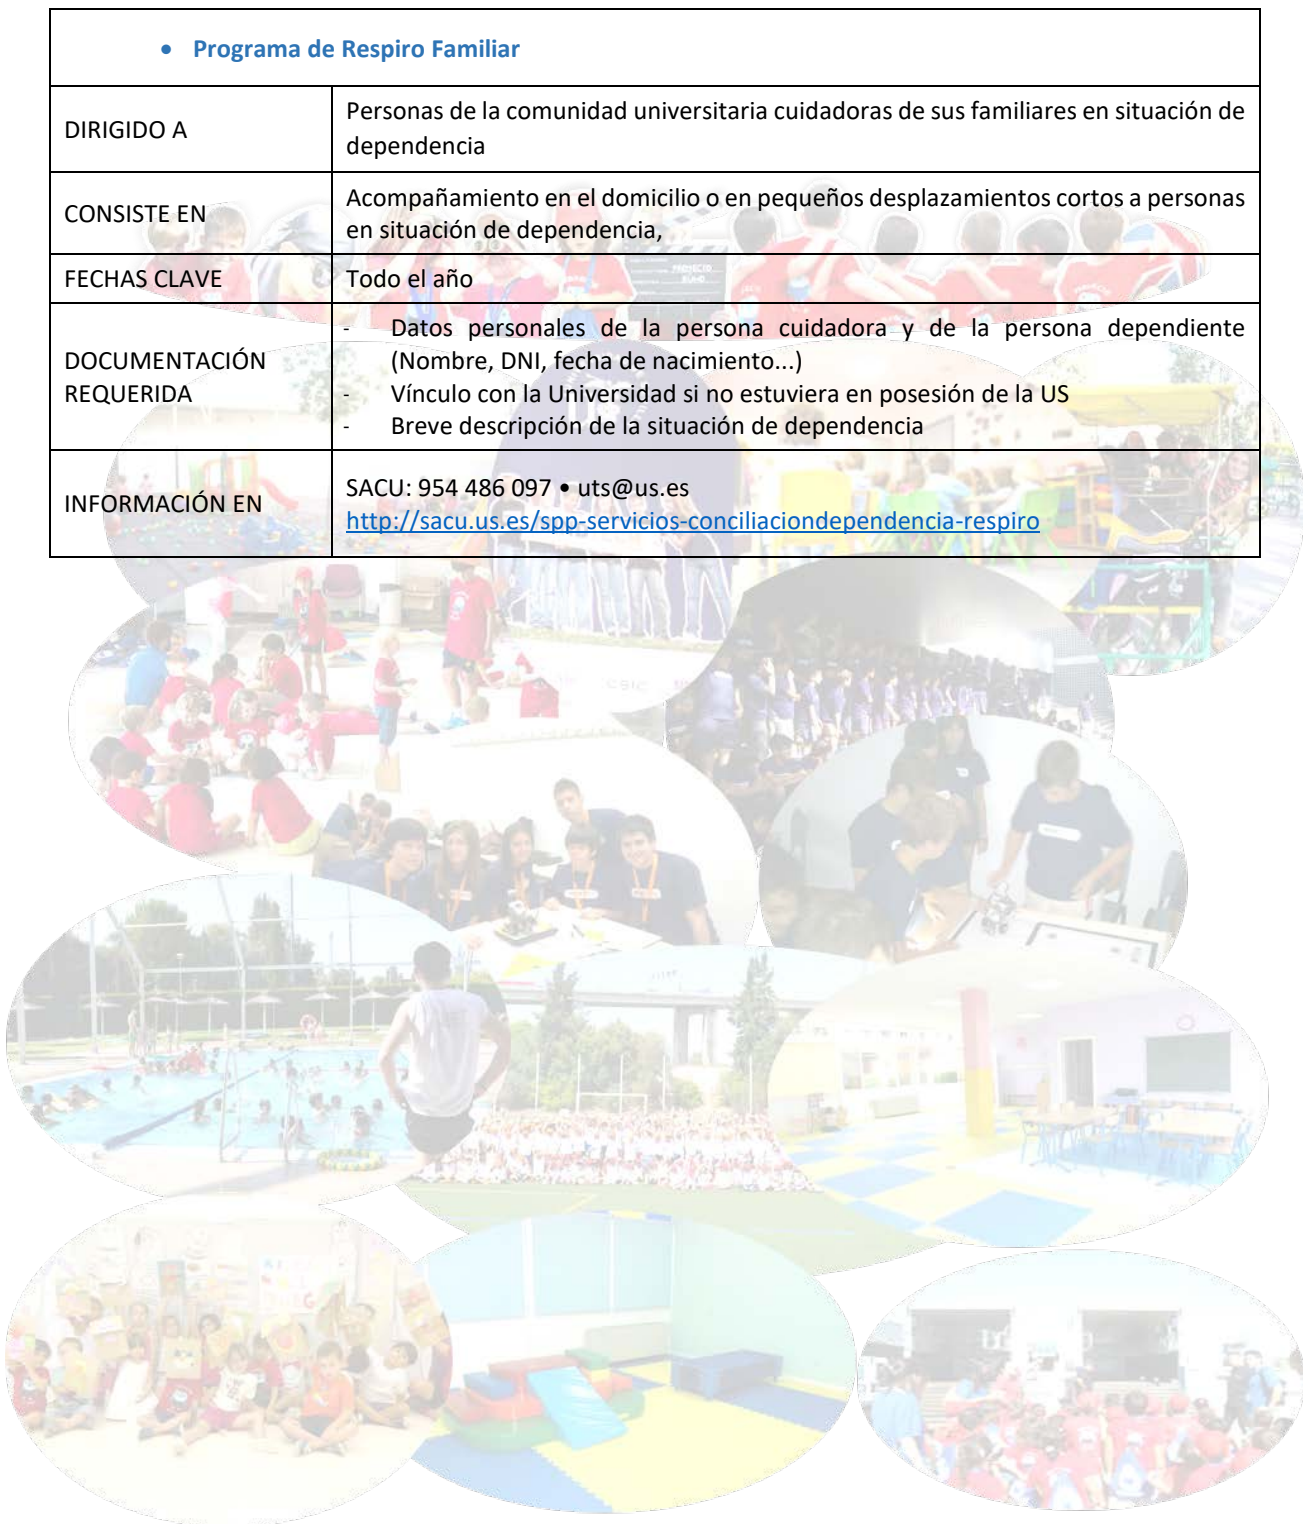 • Programa de Respiro Familiar
DIRIGIDO A
Personas de la comunidad universitaria cuidadoras de sus familiares en situación de
dependencia
CONSISTE EN
Acompañamiento en el domicilio o en pequeños desplazamientos cortos a personas
en situación de dependencia,
FECHAS CLAVE
Todo el año
DOCUMENTACIÓN
REQUERIDA
- Datos personales de la persona cuidadora y de la persona dependiente
(Nombre, DNI, fecha de nacimiento...)
- Vínculo con la Universidad si no estuviera en posesión de la US
- Breve descripción de la situación de dependencia
INFORMACIÓN EN
SACU: 954 486 097 • uts@us.es
http://sacu.us.es/spp-servicios-conciliaciondependencia-respiro